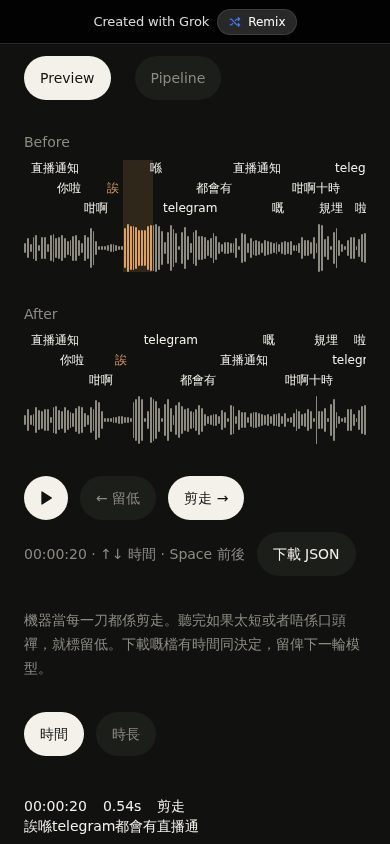 Created with Grok Remix
Preview Pipeline
Before
直播通知 喺 直播通知 teleg
你啦 誒 都會有 咁啊十時
咁啊 telegram 嘅 規埋 啦
After
直播通知 telegram 嘅 規埋 啦
你啦 誒 直播通知 telegr
咁啊 都會有 咁啊十時
← 留低 剪走 →
00:00:20 · ↑↓ 時間 · Space 前後 下載 JSON
機器當每一刀都係剪走。聽完如果太短或者唔係口頭
禪，就標留低。下載嘅檔有時間同決定，留俾下一輪模
型。
時間 時長
00:00:20 0.54s 剪走
誒喺telegram都會有直播通